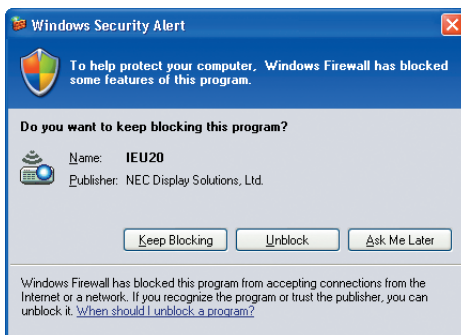 Windows Security Alert
To help protect your computer, Windows Firewall has blocked
some features of this program.
Do you want to keep blocking this program?
Name: IEU20
Publisher: NEC Display Solutions, Ltd.
Keep Blocking Unblock Ask Me Later
Windows Firewall has blocked this program from accepting connections from the
Internet or a network. If you recognize the program or trust the publisher, you can
unblock it. When should I unblock a program?